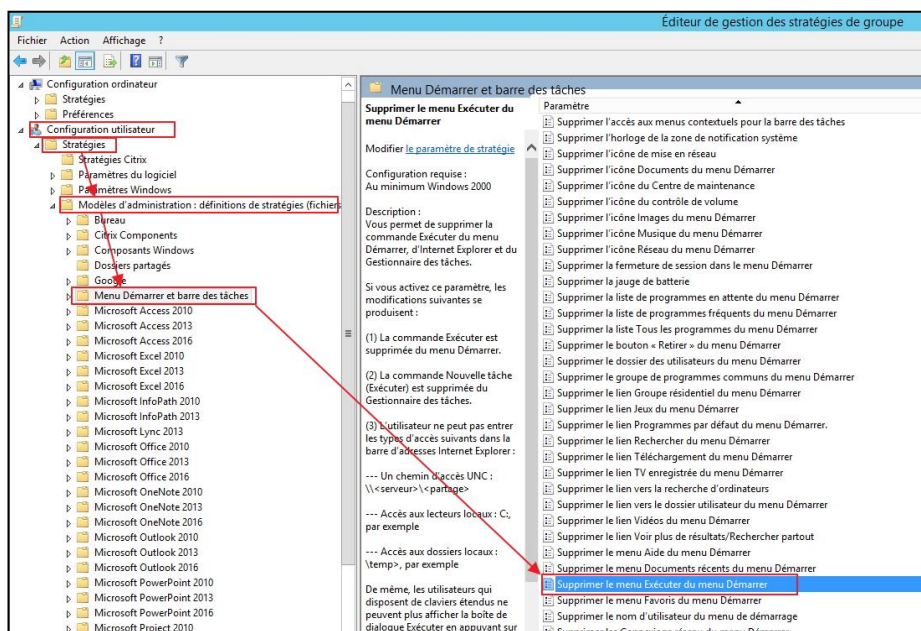 Éditeur de gestion des stratégies de groupe
Fichier Action Affichage ?
Configuration ordinateur
Stratégies
Préférences
Configuration utilisateur
Stratégies
Stratégies Citrix
Paramètres du logiciel
Paramètres Windows
Modèles d'administration : définitions de stratégies (fichiers
Bureau
Citrix Components
Composants Windows
Dossiers partagés
Google
Menu Démarrer et barre des tâches
Microsoft Access 2010
Microsoft Access 2013
Microsoft Access 2016
Microsoft Excel 2010
Microsoft Excel 2013
Microsoft Excel 2016
Microsoft InfoPath 2010
Microsoft InfoPath 2013
Microsoft Lync 2013
Microsoft Office 2010
Microsoft Office 2013
Microsoft Office 2016
Microsoft OneNote 2010
Microsoft OneNote 2013
Microsoft OneNote 2016
Microsoft Outlook 2010
Microsoft Outlook 2013
Microsoft Outlook 2016
Microsoft PowerPoint 2010
Microsoft PowerPoint 2013
Microsoft PowerPoint 2016
Microsoft Project 2010
Menu Démarrer et barre des tâches
Supprimer le menu Exécuter du
menu Démarrer
Modifier le paramètre de stratégie
Configuration requise :
Au minimum Windows 2000
Description :
Vous permet de supprimer la
commande Exécuter du menu
Démarrer, d'Internet Explorer et du
Gestionnaire des tâches.
Si vous activez ce paramètre, les
modifications suivantes se
produisent :
(1) La commande Exécuter est
supprimée du menu Démarrer.
(2) La commande Nouvelle tâche
(Exécuter) est supprimée du
Gestionnaire des tâches.
(3) L'utilisateur ne peut pas entrer
les types d'accès suivants dans la
barre d'adresses Internet Explorer :
--- Un chemin d'accès UNC :
\\<serveur>\<partage>
--- Accès aux lecteurs locaux : C:,
par exemple
--- Accès aux dossiers locaux :
\temp>, par exemple
De même, les utilisateurs qui
disposent de claviers étendus ne
peuvent plus afficher la boîte de
dialogue Exécuter en appuyant sur
Paramètre
Supprimer l'accès aux menus contextuels pour la barre des tâches
Supprimer l'horloge de la zone de notification système
Supprimer l'icône de mise en réseau
Supprimer l'icône Documents du menu Démarrer
Supprimer l'icône du Centre de maintenance
Supprimer l'icône du contrôle de volume
Supprimer l'icône Images du menu Démarrer
Supprimer l'icône Musique du menu Démarrer
Supprimer l'icône Réseau du menu Démarrer
Supprimer la fermeture de session dans le menu Démarrer
Supprimer la jauge de batterie
Supprimer la liste de programmes en attente du menu Démarrer
Supprimer la liste de programmes fréquents du menu Démarrer
Supprimer la liste Tous les programmes du menu Démarrer
Supprimer le bouton « Retirer » du menu Démarrer
Supprimer le dossier des utilisateurs du menu Démarrer
Supprimer le groupe de programmes communs du menu Démarrer
Supprimer le lien Groupe résidentiel du menu Démarrer
Supprimer le lien Jeux du menu Démarrer
Supprimer le lien Programmes par défaut du menu Démarrer.
Supprimer le lien Rechercher du menu Démarrer
Supprimer le lien Téléchargement du menu Démarrer
Supprimer le lien TV enregistrée du menu Démarrer
Supprimer le lien vers la recherche d'ordinateurs
Supprimer le lien vers le dossier utilisateur du menu Démarrer
Supprimer le lien Vidéos du menu Démarrer
Supprimer le lien Voir plus de résultats/Rechercher partout
Supprimer le menu Aide du menu Démarrer
Supprimer le menu Documents récents du menu Démarrer
Supprimer le menu Exécuter du menu Démarrer
Supprimer le menu Favoris du menu Démarrer
Supprimer le nom d'utilisateur du menu de démarrage